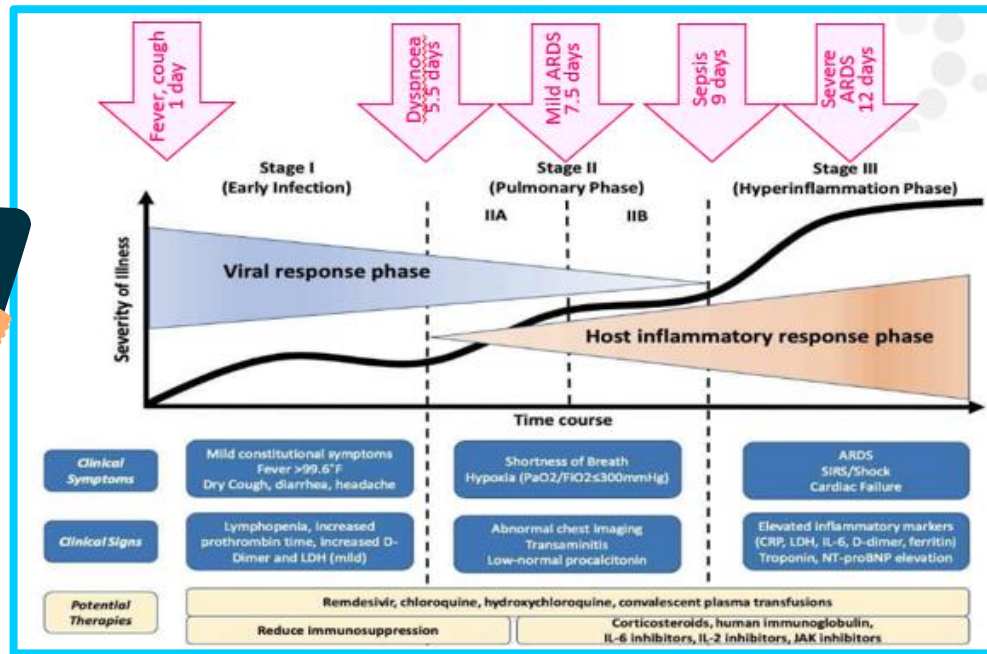 Fever, cough
1 day
Dyspnoea
5.5 days
Mild ARDS
7.5 days
Sepsis
9 days
Severe
ARDS
12 days
Stage I
(Early Infection)
Stage II
(Pulmonary Phase)
Stage III
(Hyperinflammation Phase)
IIA
IIB
Severity of Illness
Viral response phase
Host inflammatory response phase
Time course
Clinical
Symptoms
Mild constitutional symptoms
Fever >99.6°F
Dry Cough, diarrhea, headache
Shortness of Breath
Hypoxia (PaO2/FiO2≤300mmHg)
ARDS
SIRS/Shock
Cardiac Failure
Clinical Signs
Lymphopenia, increased
prothrombin time, increased D-
Dimer and LDH (mild)
Abnormal chest imaging
Transaminitis
Low-normal procalcitonin
Elevated inflammatory markers
(CRP, LDH, IL-6, D-dimer, ferritin)
Troponin, NT-proBNP elevation
Potential
Therapies
Remdesivir, chloroquine, hydroxychloroquine, convalescent plasma transfusions
Reduce immunosuppression
Corticosteroids, human immunoglobulin,
IL-6 inhibitors, IL-2 inhibitors, JAK inhibitors